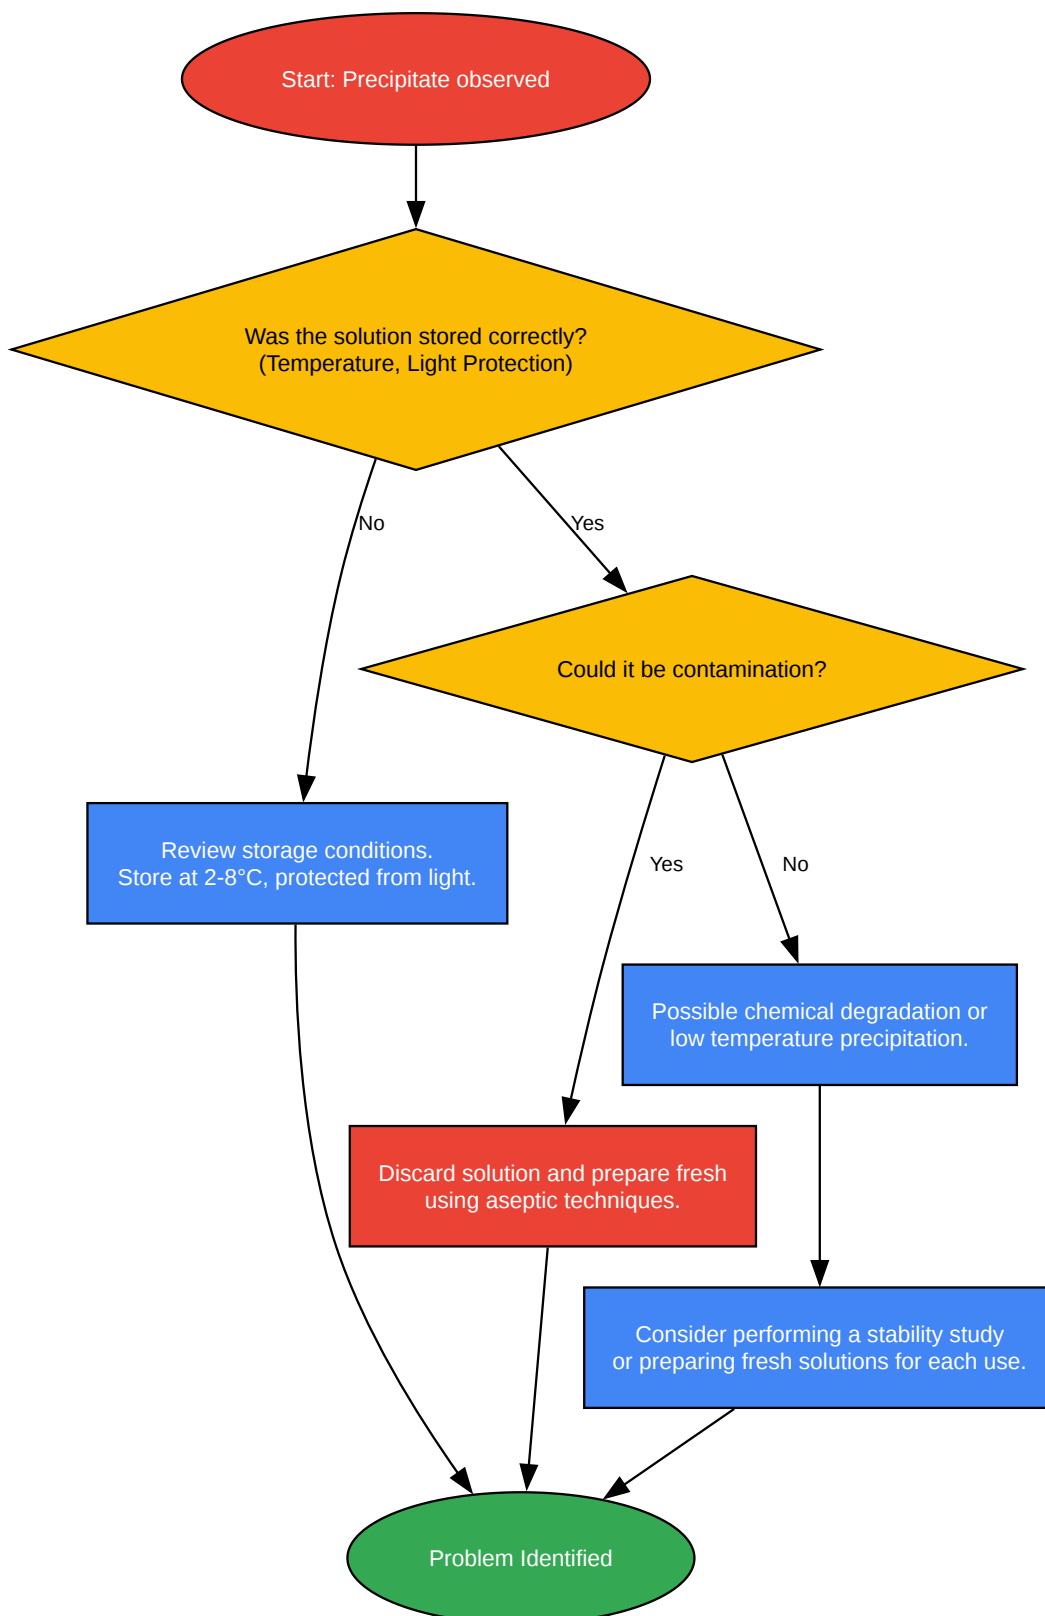 Start: Precipitate observed
Was the solution stored correctly?
(Temperature, Light Protection)
No
Yes
Could it be contamination?
Review storage conditions.
Store at 2-8°C, protected from light.
Yes
No
Possible chemical degradation or
low temperature precipitation.
Discard solution and prepare fresh
using aseptic techniques.
Consider performing a stability study
or preparing fresh solutions for each use.
Problem Identified